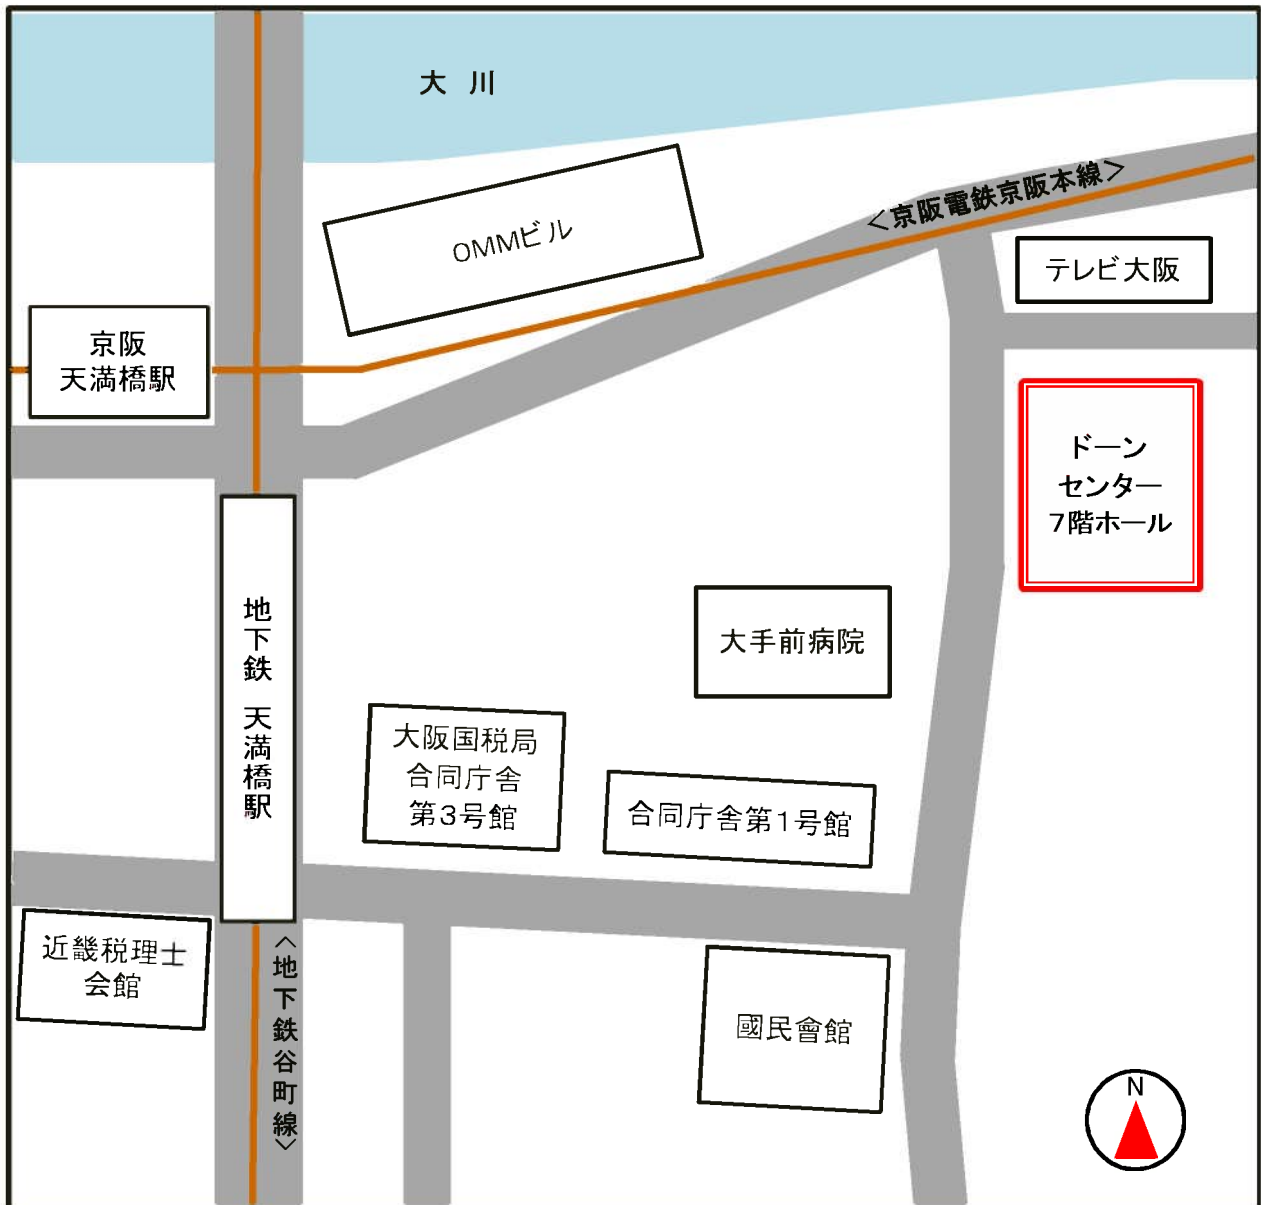 大 川
OMMビル
＜京阪電鉄京阪本線＞
テレビ大阪
京阪
天満橋駅
ドーン
センター
7階ホール
地下鉄 天満橋駅
大手前病院
大阪国税局
合同庁舎
第3号館
合同庁舎第1号館
近畿税理士
会館
＜地下鉄谷町線＞
國民會館
N